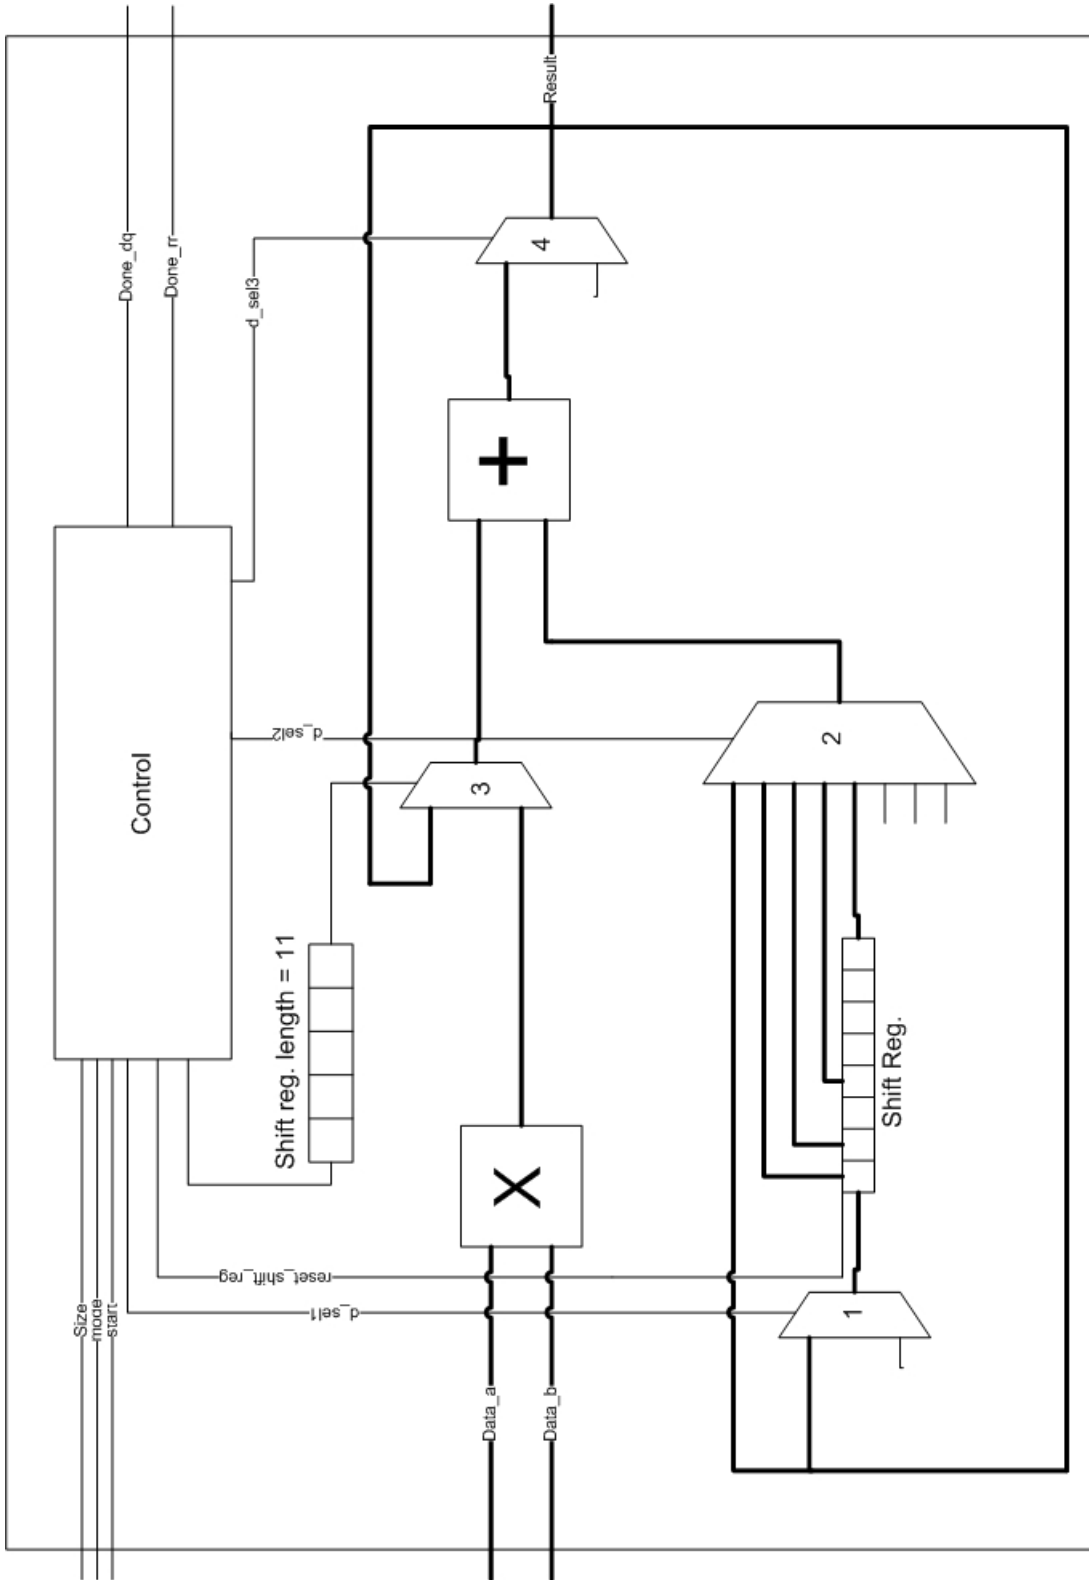 Size
mode
start
Control
Done_dq
Done_rr
d_sel3
d_sel2
Shift reg. length = 11
reset_shift_reg
d_sel1
Data_a
Data_b
X
3
+
4
Result
1
Shift Reg.
2